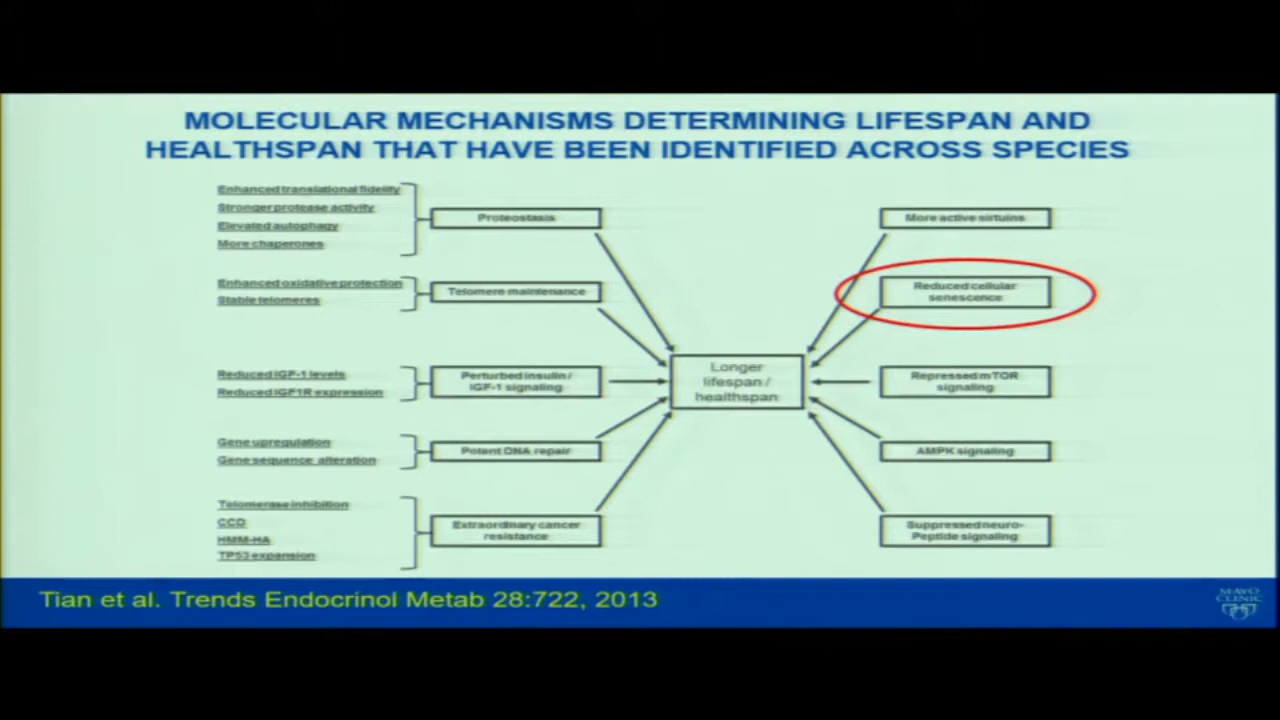 MOLECULAR MECHANISMS DETERMINING LIFESPAN AND
HEALTHSPAN THAT HAVE BEEN IDENTIFIED ACROSS SPECIES
Enhanced translational fidelity
Stronger protease activity
Elevated autophagy
More chaperones
Proteostasis
Enhanced oxidative protection
Stable telomeres
Telomere maintenance
Reduced IGF-1 levels
Reduced IGF1R expression
Perturbed insulin /
IGF-1 signaling
Gene upregulation
Gene sequence alteration
Potent DNA repair
Telomerase inhibition
CCD
HMM-HA
TP53 expansion
Extraordinary cancer
resistance
Longer
lifespan /
healthspan
More active sirtuins
Reduced cellular
senescence
Repressed mTOR
signaling
AMPK signaling
Suppressed neuro-
Peptide signaling
Tian et al. Trends Endocrinol Metab 28:722, 2013
MAYO
CLINIC